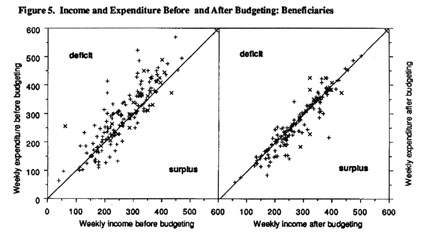 Figure 5. Income and Expenditure Before and After Budgeting: Beneficiaries
600
500
400
300
200
100
0
deficit
surplus
Weekly expenditure before budgeting
0 100 200 300 400 500 600
Weekly income before budgeting
deficit
surplus
100 200 300 400 500 600
Weekly income after budgeting
Weekly expenditure after budgeting